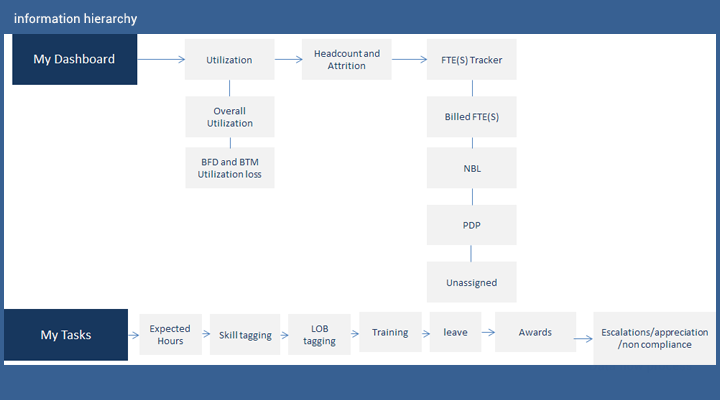 information hierarchy
My Dashboard
Utilization
Headcount and
Attrition
FTE(S) Tracker
Overall
Utilization
Billed FTE(S)
BFD and BTM
Utilization loss
NBL
PDP
Unassigned
My Tasks
Expected
Hours
Skill tagging
LOB
tagging
Training
leave
Awards
Escalations/appreciation
/non compliance